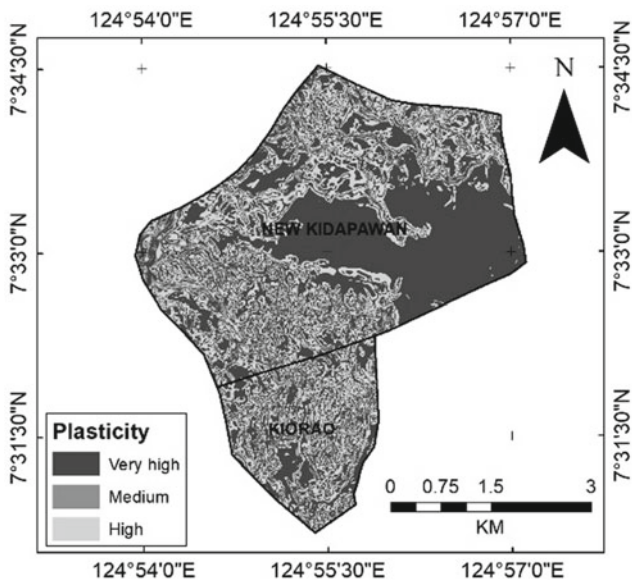 124°54'0"E 124°55'30"E 124°57'0"E
7°34'30"N 7°34'30"N
N
NEW KIDAPAWAN
7°33'0"N 7°33'0"N
KIORAO
7°31'30"N 7°31'30"N
Plasticity
Very high
Medium
High
0 0.75 1.5 3
KM
124°54'0"E 124°55'30"E 124°57'0"E